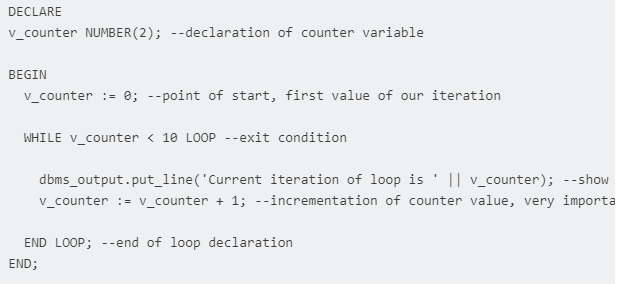 DECLARE
v_counter NUMBER(2); --declaration of counter variable
BEGIN
v_counter := 0; --point of start, first value of our iteration
WHILE v_counter < 10 LOOP --exit condition
dbms_output.put_line('Current iteration of loop is ' || v_counter); --show
v_counter := v_counter + 1; --incrementation of counter value, very importa
END LOOP; --end of loop declaration
END;